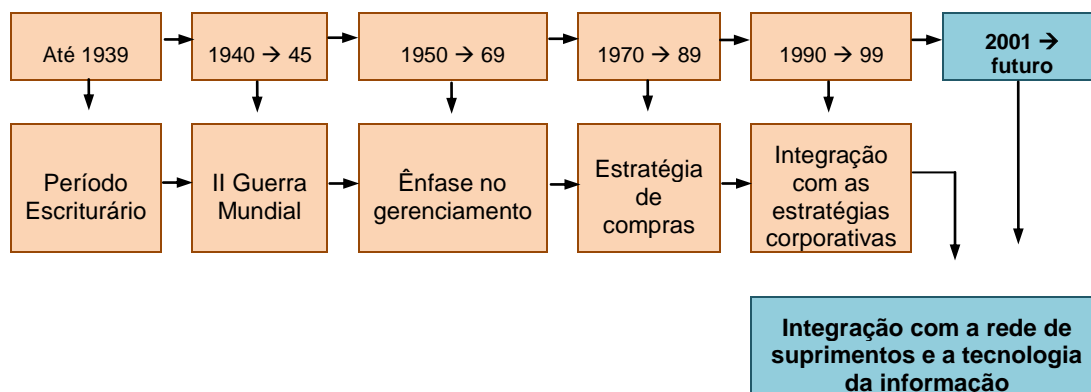 Até 1939
1940 → 45
1950 → 69
1970 → 89
1990 → 99
2001 →
futuro
Período
Escriturário
II Guerra
Mundial
Ênfase no
gerenciamento
Estratégia
de
compras
Integração
com as
estratégias
corporativas
Integração com a rede de
suprimentos e a tecnologia
da informação